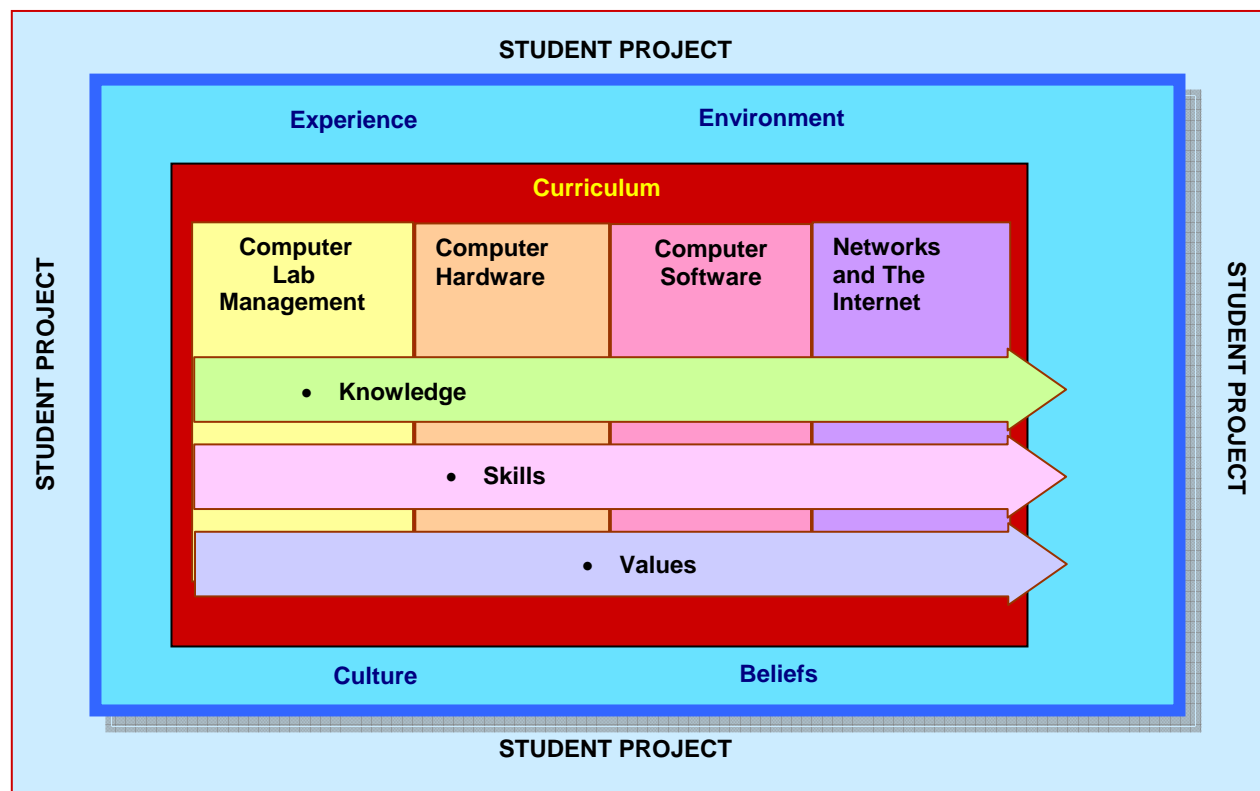 STUDENT PROJECT
Experience
Environment
Curriculum
Computer
Lab
Management
Computer
Hardware
Computer
Software
Networks
and The
Internet
• Knowledge
• Skills
• Values
Culture
Beliefs
STUDENT PROJECT
STUDENT PROJECT
STUDENT PROJECT